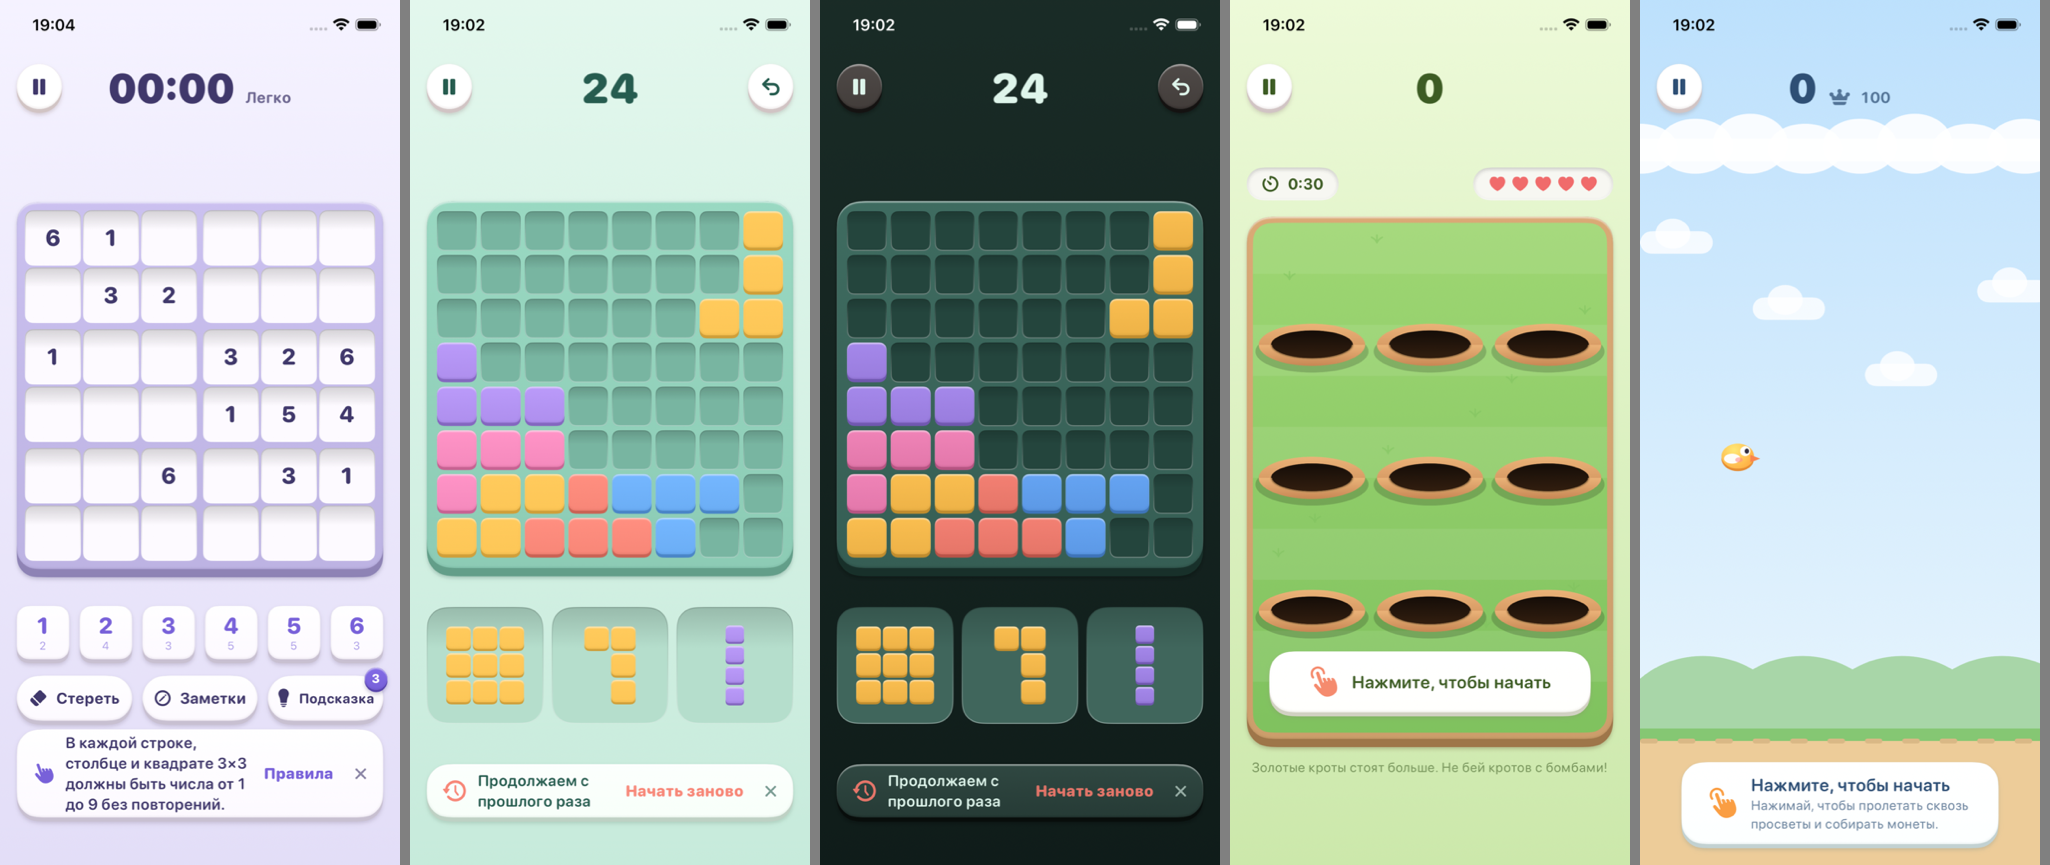 19:04
00:00 Легко
6 1
3 2
1 3 2 6
1 5 4
6 3 1
1 2 3 4 5 6
2 4 3 5 5 3
3
Стереть Заметки Подсказка
В каждой строке,
столбце и квадрате 3×3
должны быть числа от 1
до 9 без повторений.
Правила
19:02
24
Продолжаем с
прошлого раза
Начать заново
19:02
24
Продолжаем с
прошлого раза
Начать заново
19:02
0
0:30
Нажмите, чтобы начать
Золотые кроты стоят больше. Не бей кротов с бомбами!
19:02
0 100
Нажмите, чтобы начать
Нажимай, чтобы пролетать сквозь
просветы и собирать монеты.